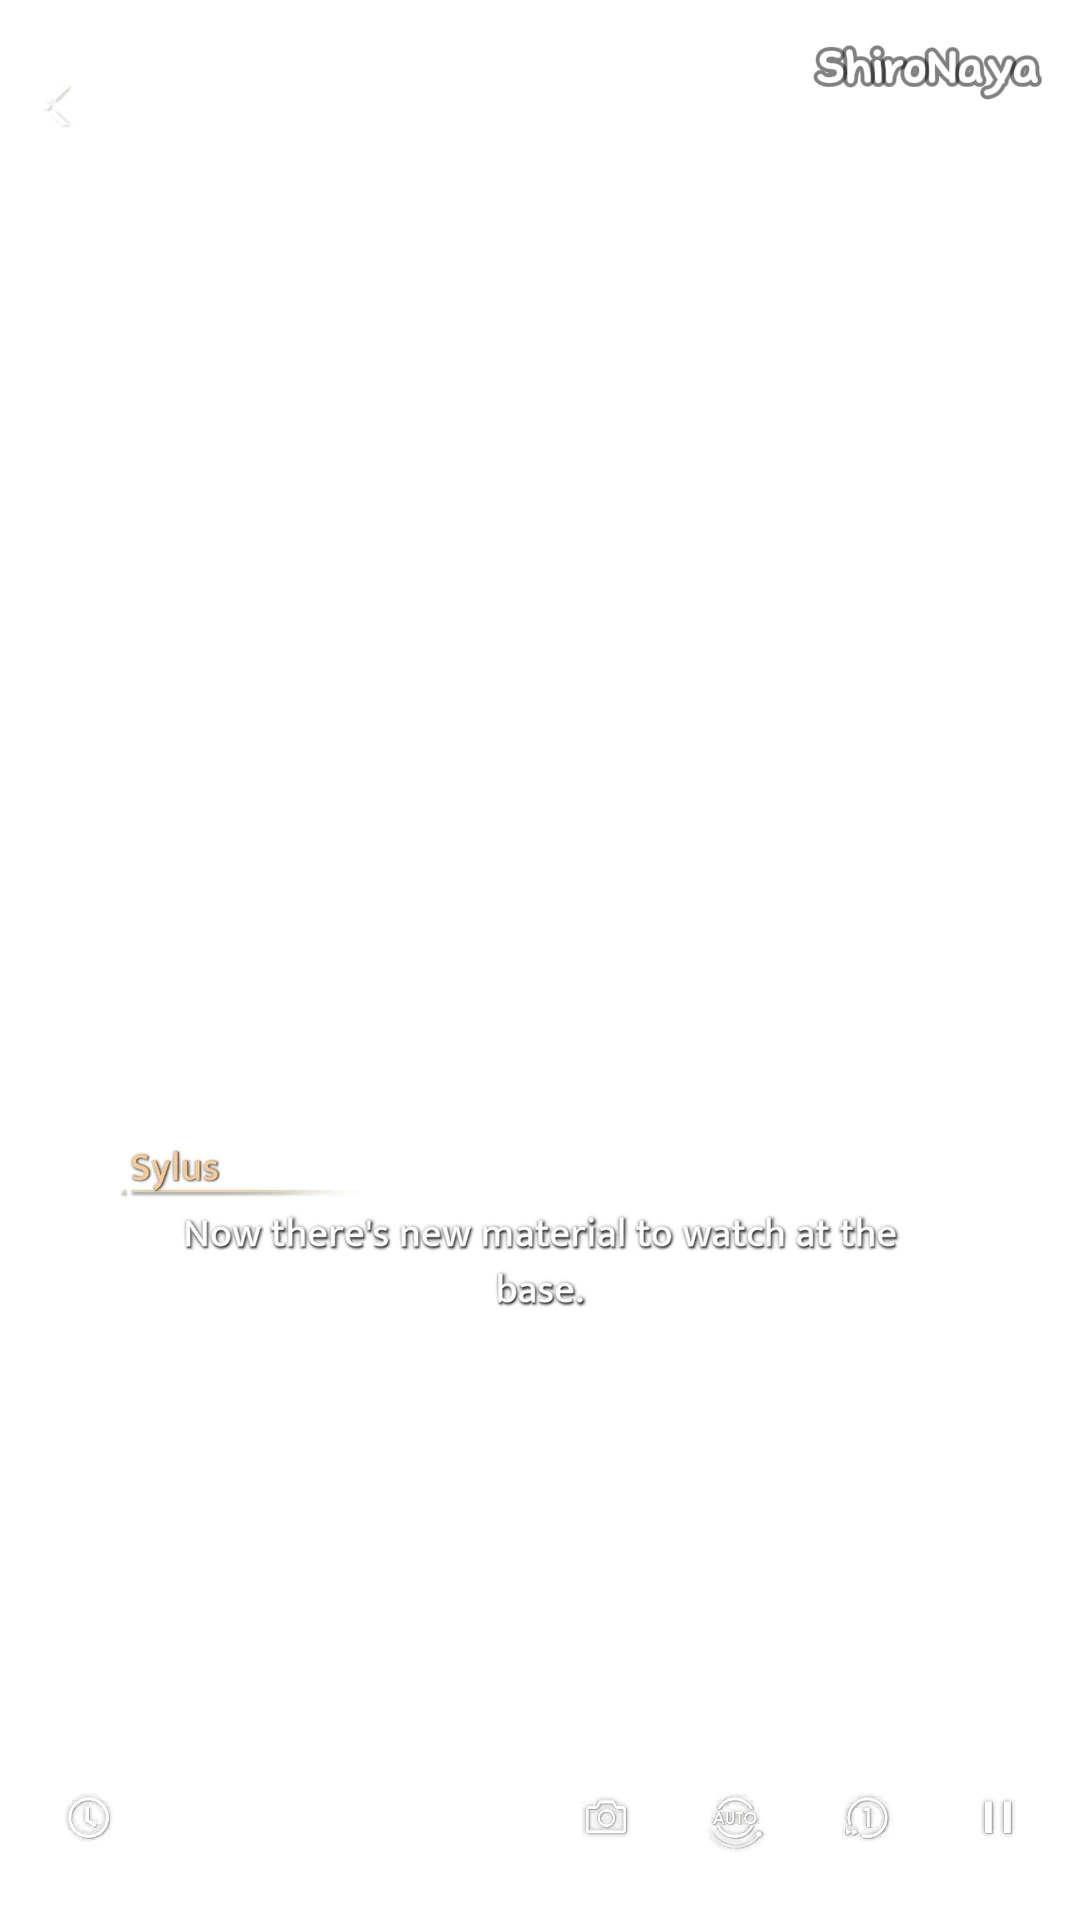 ShiroNaya
Sylus
Now there's new material to watch at the
base.
AUTO
1